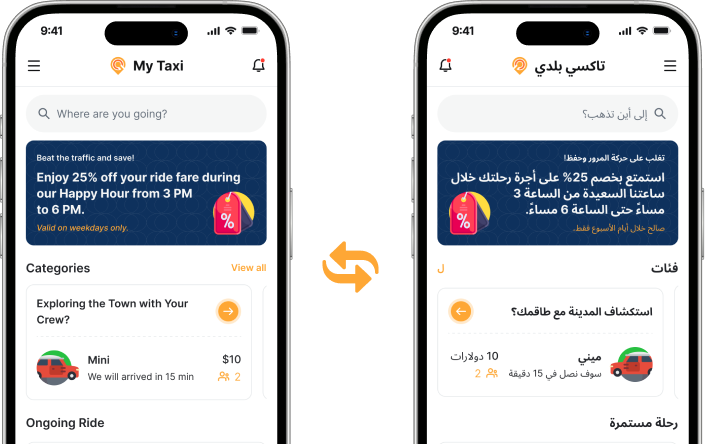 9:41
My Taxi
Where are you going?
Beat the traffic and save!
Enjoy 25% off your ride fare during
our Happy Hour from 3 PM
to 6 PM.
Valid on weekdays only.
%
Categories
View all
Exploring the Town with Your
Crew?
Mini
$10
We will arrived in 15 min
2
Ongoing Ride
9:41
تاكسي بلدي
إلى أين تذهب؟
تغلب على حركة المرور وحفظ!
استمتع بخصم 25% على أجرة رحلتك خلال
ساعتنا السعيدة من الساعة 3
مساءً حتى الساعة 6 مساءً.
صالح خلال أيام الأسبوع فقط.
%
فئات
ل
استكشاف المدينة مع طاقمك؟
ميني
10 دولارات
سوف نصل في 15 دقيقة
2
رحلة مستمرة